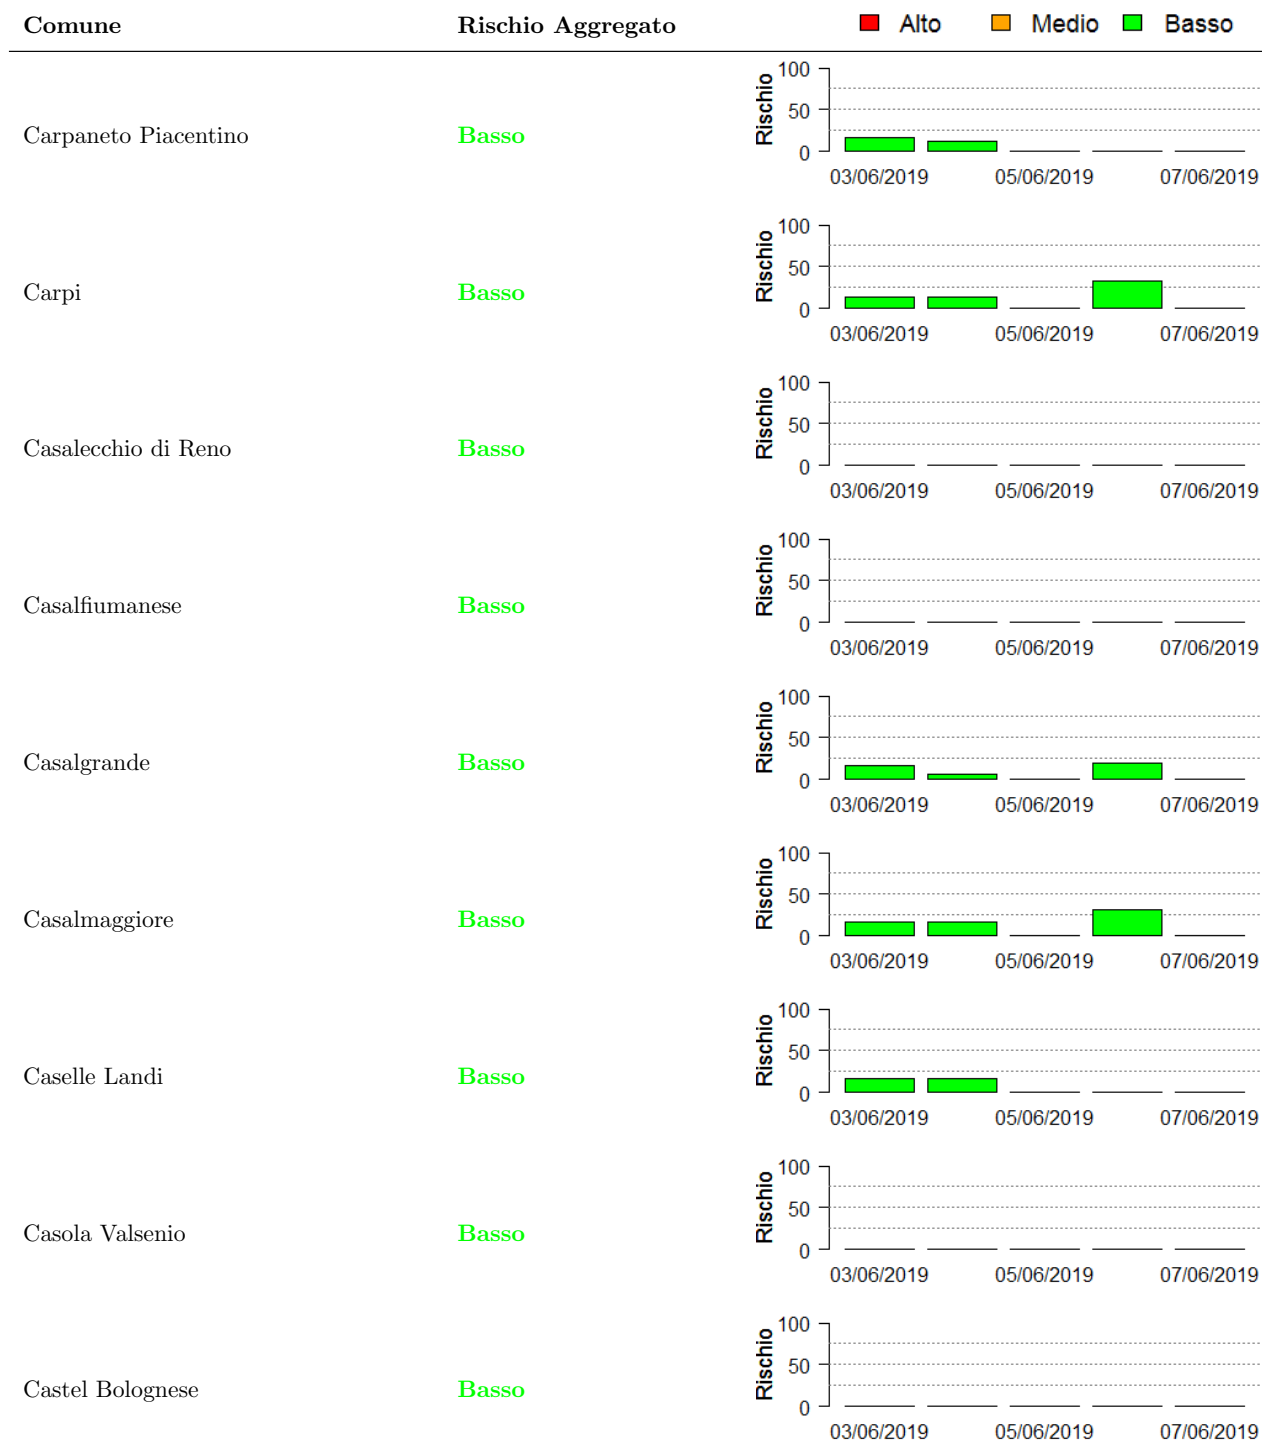 Comune Rischio Aggregato Alto Medio Basso
Carpaneto Piacentino Basso
Rischio
100
50
0
03/06/2019 05/06/2019 07/06/2019
Carpi Basso
Rischio
100
50
0
03/06/2019 05/06/2019 07/06/2019
Casalecchio di Reno Basso
Rischio
100
50
0
03/06/2019 05/06/2019 07/06/2019
Casalfiumanese Basso
Rischio
100
50
0
03/06/2019 05/06/2019 07/06/2019
Casalgrande Basso
Rischio
100
50
0
03/06/2019 05/06/2019 07/06/2019
Casalmaggiore Basso
Rischio
100
50
0
03/06/2019 05/06/2019 07/06/2019
Caselle Landi Basso
Rischio
100
50
0
03/06/2019 05/06/2019 07/06/2019
Casola Valsenio Basso
Rischio
100
50
0
03/06/2019 05/06/2019 07/06/2019
Castel Bolognese Basso
Rischio
100
50
0
03/06/2019 05/06/2019 07/06/2019